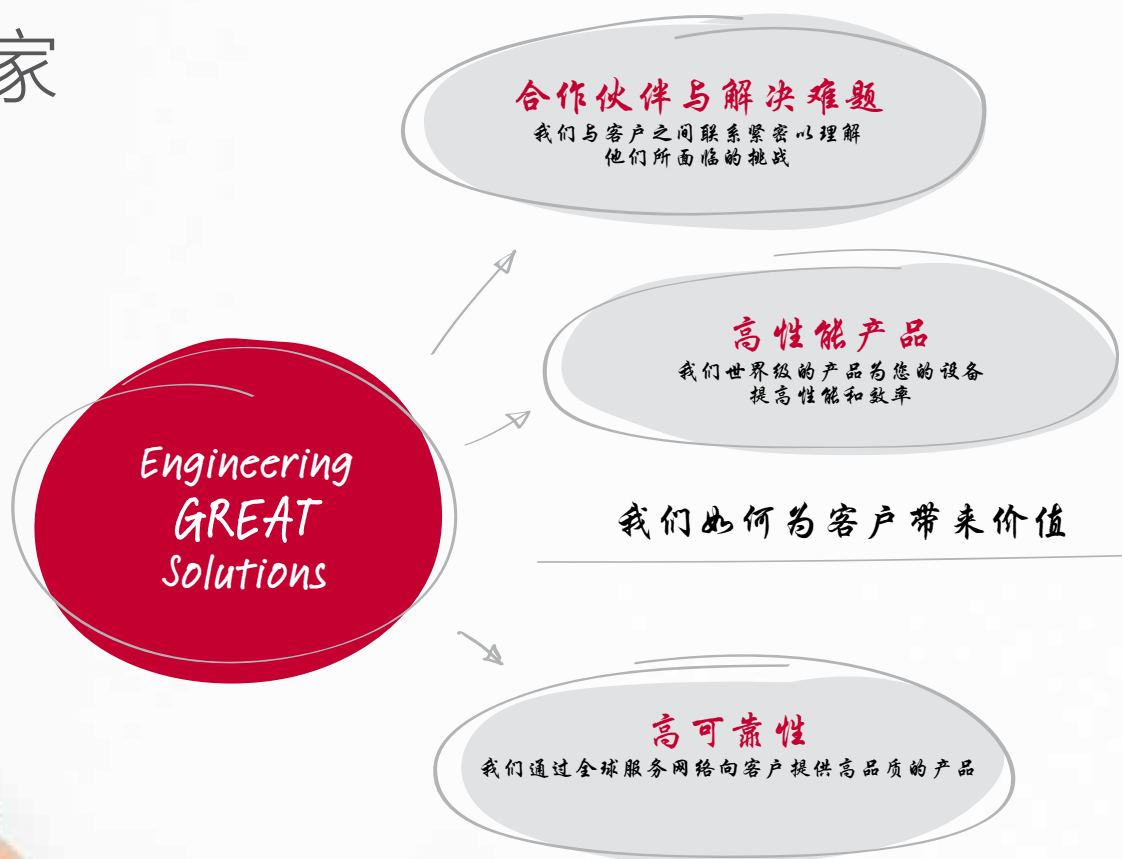 家
合作伙伴与解决难题
我们与客户之间联系紧密以理解
他们所面临的挑战
高性能产品
我们世界级的产品为您的设备
提高性能和效率
Engineering
GREAT
Solutions
我们如何为客户带来价值
高可靠性
我们通过全球服务网络向客户提供高品质的产品